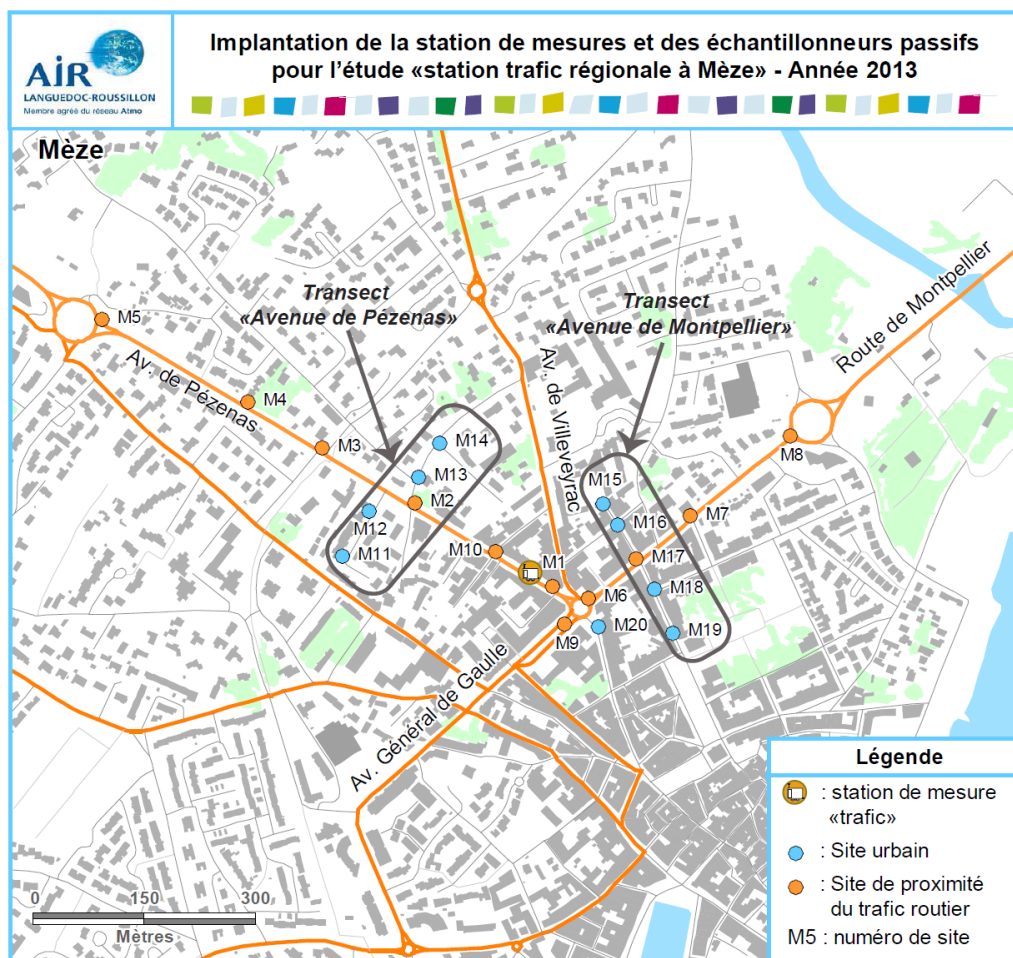 AIR
LANGUEDOC-ROUSSILLON
Membre agréé du réseau Atmo
Implantation de la station de mesures et des échantillonneurs passifs
pour l'étude «station trafic régionale à Mèze» - Année 2013
Mèze
Transect
«Avenue de Pézenas»
Transect
«Avenue de Montpellier»
Route de Montpellier
M5
Av. de Pézenas
Av. de Villeveyrac
M4
M3
M14
M8
M13
M15
M2
M16
M7
M12
M10
M11
M1
M17
M18
M6
M20
M19
M9
Av. Général de Gaulle
Légende
: station de mesure
«trafic»
: Site urbain
: Site de proximité
du trafic routier
M5 : numéro de site
0 150 300
Mètres